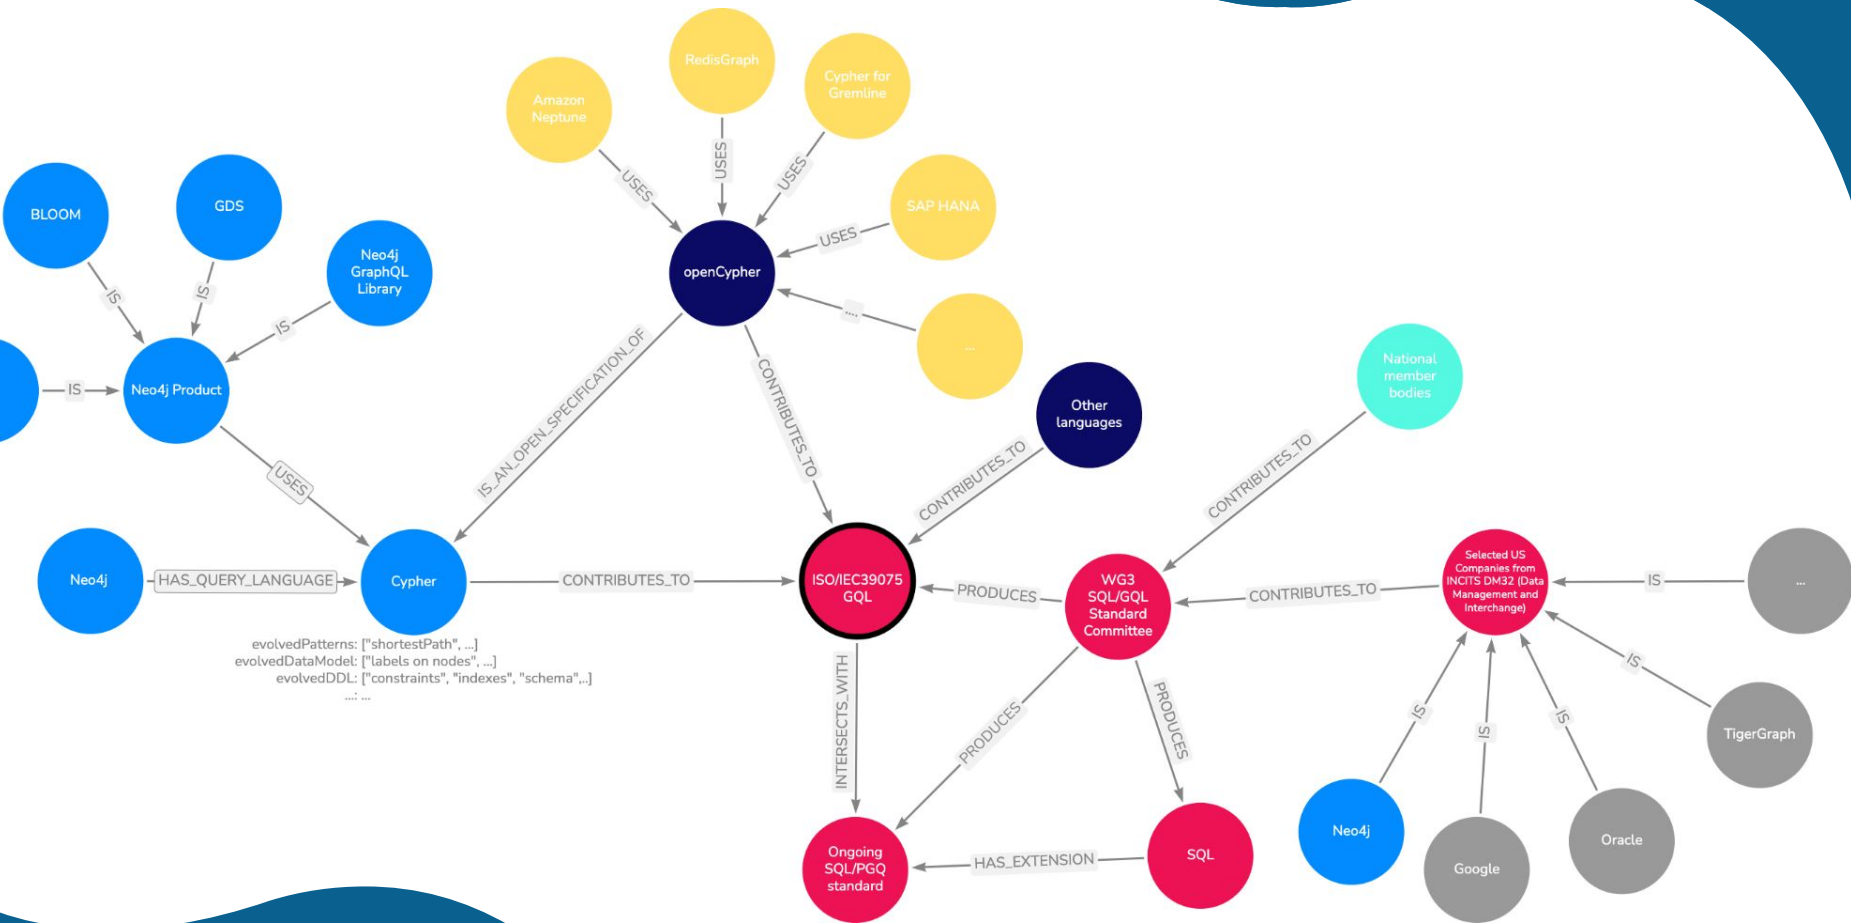 RedisGraph
Cypher for
Gremline
Amazon
Neptune
USES
USES
USES
BLOOM
GDS
SAP HANA
USES
Neo4j
GraphQL
Library
openCypher
IS
IS
IS
....
...
Neo4j Product
IS
IS_AN_OPEN_SPECIFICATION_OF
CONTRIBUTES_TO
Other
languages
National
member
bodies
USES
CONTRIBUTES_TO
CONTRIBUTES_TO
Neo4j
HAS_QUERY_LANGUAGE
Cypher
CONTRIBUTES_TO
ISO/IEC39075
GQL
PRODUCES
WG3
SQL/GQL
Standard
Committee
CONTRIBUTES_TO
Selected US
Companies from
INCITS DM32 (Data
Management and
Interchange)
IS
...
evolvedPatterns: ["shortestPath", ...]
evolvedDataModel: ["labels on nodes", ...]
evolvedDDL: ["constraints", "indexes", "schema",..]
...: ...
INTERSECTS_WITH
PRODUCES
PRODUCES
IS
IS
IS
IS
TigerGraph
Neo4j
Google
Oracle
Ongoing
SQL/PGQ
standard
HAS_EXTENSION
SQL